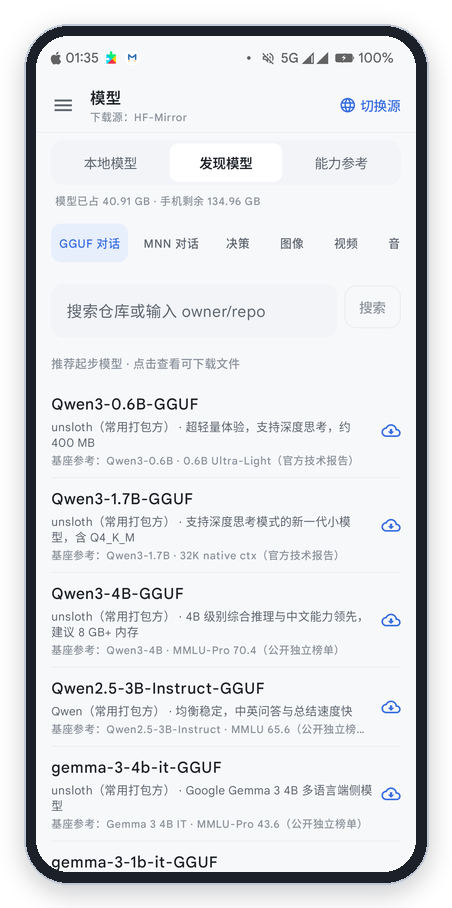 01:35
5G 100%
模型
下载源：HF-Mirror
切换源
本地模型 发现模型 能力参考
模型已占 40.91 GB · 手机剩余 134.96 GB
GGUF 对话 MNN 对话 决策 图像 视频 音
搜索仓库或输入 owner/repo
搜索
推荐起步模型 · 点击查看可下载文件
Qwen3-0.6B-GGUF
unsloth（常用打包方） · 超轻量体验，支持深度思考，约
400 MB
基座参考：Qwen3-0.6B · 0.6B Ultra-Light（官方技术报告）
Qwen3-1.7B-GGUF
unsloth（常用打包方） · 支持深度思考模式的新一代小模
型，含 Q4_K_M
基座参考：Qwen3-1.7B · 32K native ctx（官方技术报告）
Qwen3-4B-GGUF
unsloth（常用打包方） · 4B 级别综合推理与中文能力领先，
建议 8 GB+ 内存
基座参考：Qwen3-4B · MMLU-Pro 70.4（公开独立榜单）
Qwen2.5-3B-Instruct-GGUF
Qwen（常用打包方） · 均衡稳定，中英问答与总结速度快
基座参考：Qwen2.5-3B-Instruct · MMLU 65.6（公开独立榜...
gemma-3-4b-it-GGUF
unsloth（常用打包方） · Google Gemma 3 4B 多语言端侧模
型
基座参考：Gemma 3 4B IT · MMLU-Pro 43.6（公开独立榜单）
gemma-3-1b-it-GGUF